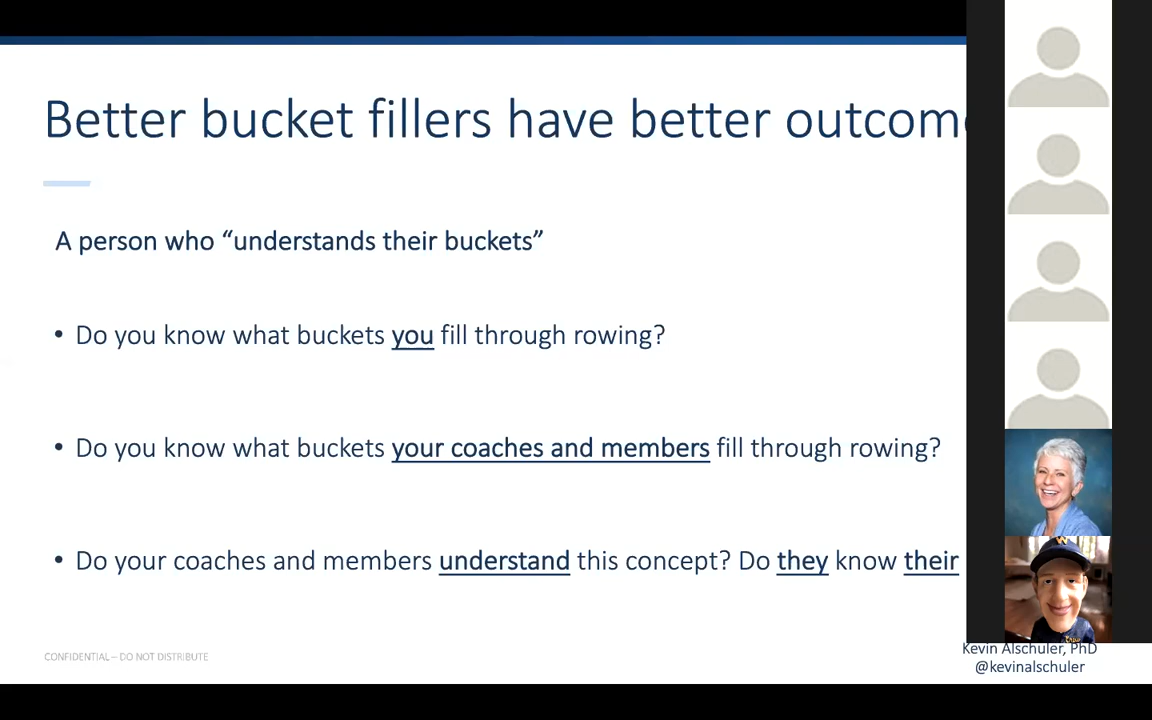 Better bucket fillers have better outcom
A person who “understands their buckets”
• Do you know what buckets you fill through rowing?
• Do you know what buckets your coaches and members fill through rowing?
• Do your coaches and members understand this concept? Do they know their
CONFIDENTIAL – DO NOT DISTRIBUTE
Kevin Alschuler, PhD
@kevinalschuler
W